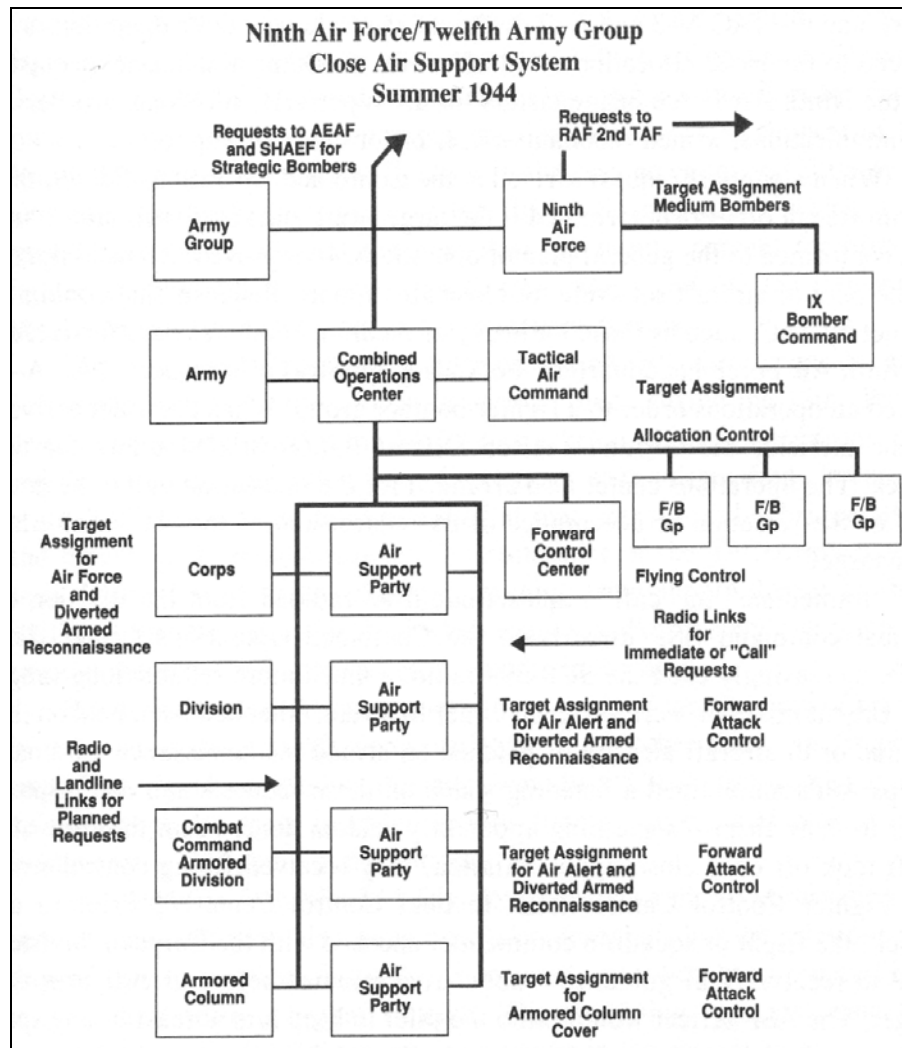 Ninth Air Force/Twelfth Army Group
Close Air Support System
Summer 1944
Requests to AEAF
and SHAEF for
Strategic Bombers
Requests to
RAF 2nd TAF
Army
Group
Ninth
Air
Force
Target Assignment
Medium Bombers
IX
Bomber
Command
Army
Combined
Operations
Center
Tactical
Air
Command
Target Assignment
Allocation Control
F/B
Gp
F/B
Gp
F/B
Gp
Target
Assignment
for
Air Force
and
Diverted
Armed
Reconnaissance
Corps
Air
Support
Party
Forward
Control
Center
Flying Control
Radio Links
for
Immediate or "Call"
Requests
Division
Air
Support
Party
Target Assignment
for Air Alert and
Diverted Armed
Reconnaissance
Forward
Attack
Control
Radio
and
Landline
Links for
Planned
Requests
Combat
Command
Armored
Division
Air
Support
Party
Target Assignment
for Air Alert and
Diverted Armed
Reconnaissance
Forward
Attack
Control
Armored
Column
Air
Support
Party
Target Assignment
for
Armored Column
Cover
Forward
Attack
Control